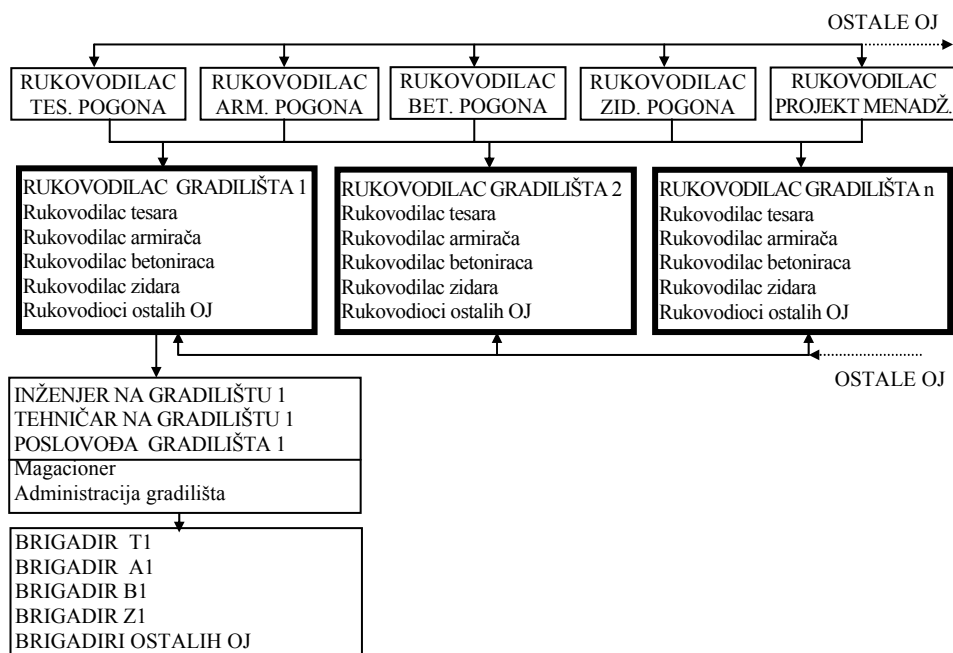 OSTALE OJ
RUKOVODILAC
TES. POGONA
RUKOVODILAC
ARM. POGONA
RUKOVODILAC
BET. POGONA
RUKOVODILAC
ZID. POGONA
RUKOVODILAC
PROJEKT MENADŽ.
RUKOVODILAC GRADILIŠTA 1
Rukovodilac tesara
Rukovodilac armirača
Rukovodilac betoniraca
Rukovodilac zidara
Rukovodioci ostalih OJ
RUKOVODILAC GRADILIŠTA 2
Rukovodilac tesara
Rukovodilac armirača
Rukovodilac betoniraca
Rukovodilac zidara
Rukovodioci ostalih OJ
RUKOVODILAC GRADILIŠTA n
Rukovodilac tesara
Rukovodilac armirača
Rukovodilac betoniraca
Rukovodilac zidara
Rukovodioci ostalih OJ
OSTALE OJ
INŽENJER NA GRADILIŠTU 1
TEHNIČAR NA GRADILIŠTU 1
POSLOVOĐA GRADILIŠTA 1
Magacioner
Administracija gradilišta
BRIGADIR T1
BRIGADIR A1
BRIGADIR B1
BRIGADIR Z1
BRIGADIRI OSTALIH OJ